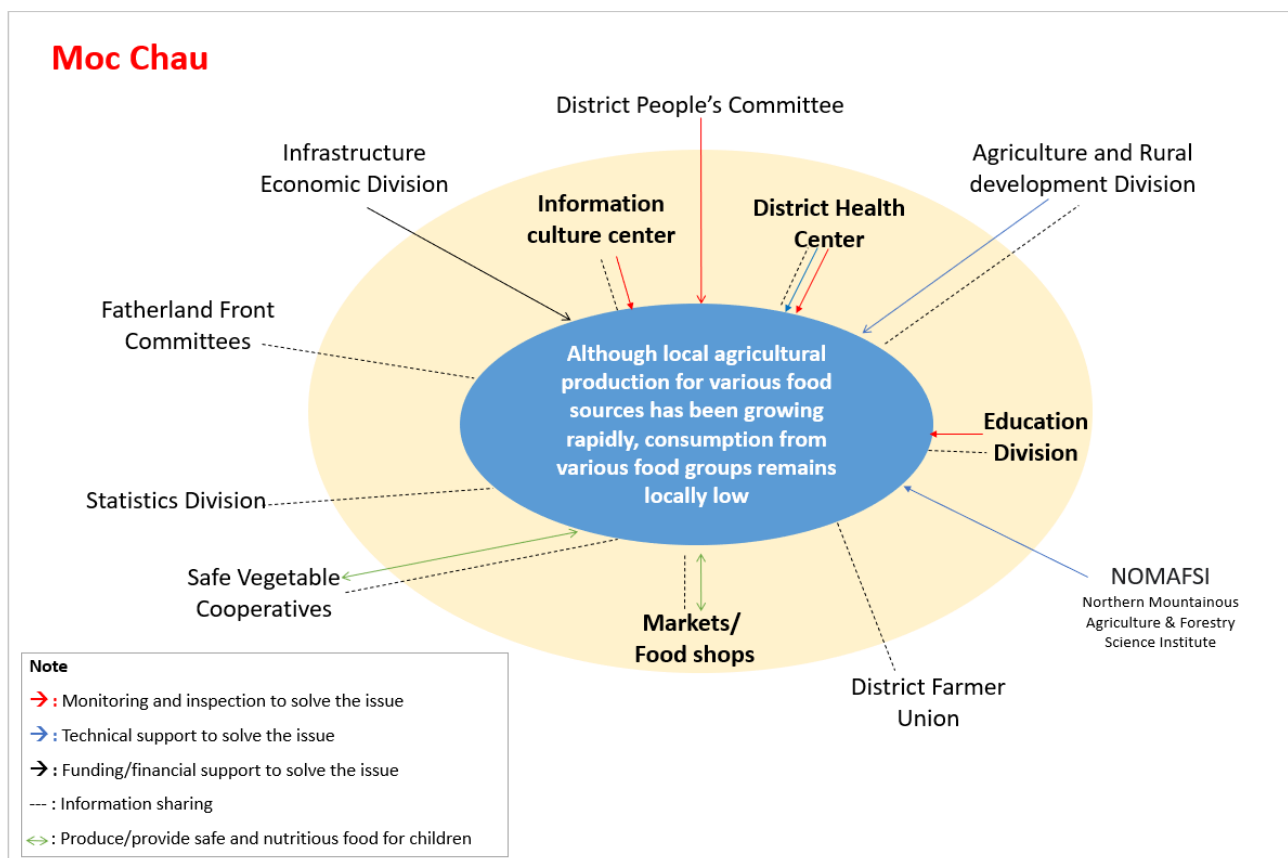 Moc Chau
District People's Committee
Infrastructure
Economic Division
Agriculture and Rural
development Division
Information
culture center
District Health
Center
Fatherland Front
Committees
Although local agricultural
production for various food
sources has been growing
rapidly, consumption from
various food groups remains
locally low
Education
Division
Statistics Division
Safe Vegetable
Cooperatives
Markets/
Food shops
NOMAFSI
Northern Mountainous
Agriculture & Forestry
Science Institute
District Farmer
Union
Note
→ : Monitoring and inspection to solve the issue
→ : Technical support to solve the issue
→ : Funding/financial support to solve the issue
--- : Information sharing
↔ : Produce/provide safe and nutritious food for children